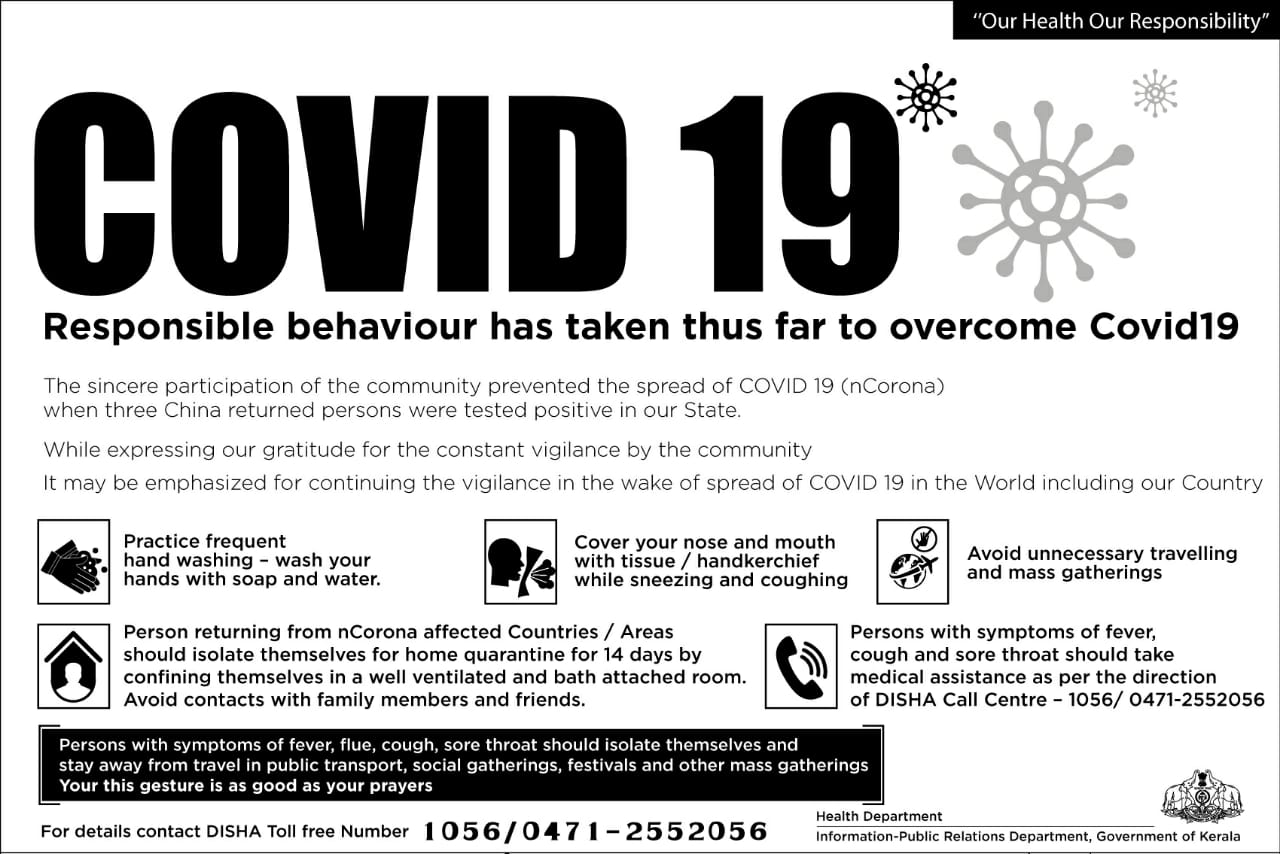 ‘‘Our Health Our Responsibility”
COVID 19
Responsible behaviour has taken thus far to overcome Covid19
The sincere participation of the community prevented the spread of COVID 19 (nCorona)
when three China returned persons were tested positive in our State.
While expressing our gratitude for the constant vigilance by the community
It may be emphasized for continuing the vigilance in the wake of spread of COVID 19 in the World including our Country
Practice frequent
hand washing – wash your
hands with soap and water.
Cover your nose and mouth
with tissue / handkerchief
while sneezing and coughing
Avoid unnecessary travelling
and mass gatherings
Person returning from nCorona affected Countries / Areas
should isolate themselves for home quarantine for 14 days by
confining themselves in a well ventilated and bath attached room.
Avoid contacts with family members and friends.
Persons with symptoms of fever,
cough and sore throat should take
medical assistance as per the direction
of DISHA Call Centre – 1056/ 0471-2552056
Persons with symptoms of fever, flue, cough, sore throat should isolate themselves and
stay away from travel in public transport, social gatherings, festivals and other mass gatherings
Your this gesture is as good as your prayers
For details contact DISHA Toll free Number 1056/0471-2552056
Health Department
Information-Public Relations Department, Government of Kerala